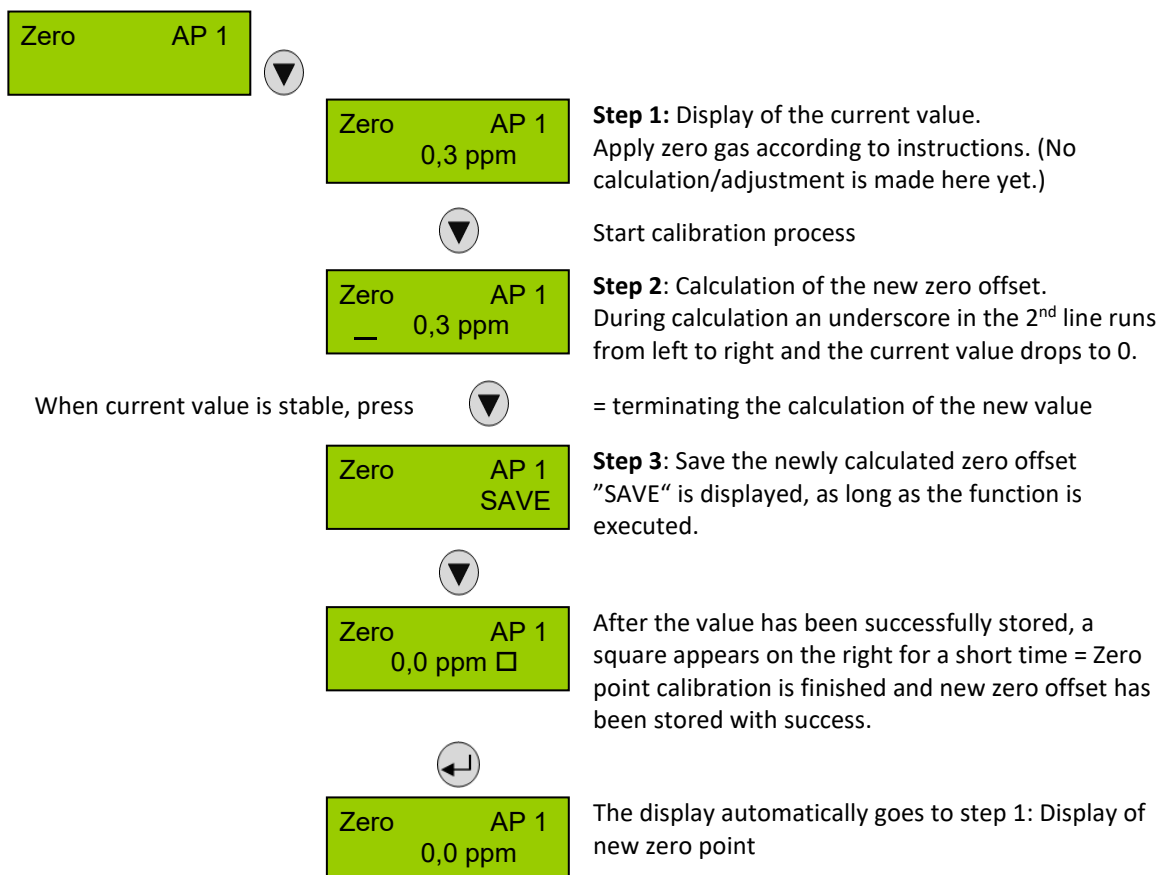 Zero AP 1
▼
Zero AP 1
0,3 ppm
Step 1: Display of the current value.
Apply zero gas according to instructions. (No
calculation/adjustment is made here yet.)
▼
Start calibration process
Zero AP 1
_ 0,3 ppm
Step 2: Calculation of the new zero offset.
During calculation an underscore in the 2nd line runs
from left to right and the current value drops to 0.
When current value is stable, press ▼ = terminating the calculation of the new value
Zero AP 1
SAVE
Step 3: Save the newly calculated zero offset
”SAVE“ is displayed, as long as the function is
executed.
▼
Zero AP 1
0,0 ppm □
After the value has been successfully stored, a
square appears on the right for a short time = Zero
point calibration is finished and new zero offset has
been stored with success.
↵
Zero AP 1
0,0 ppm
The display automatically goes to step 1: Display of
new zero point